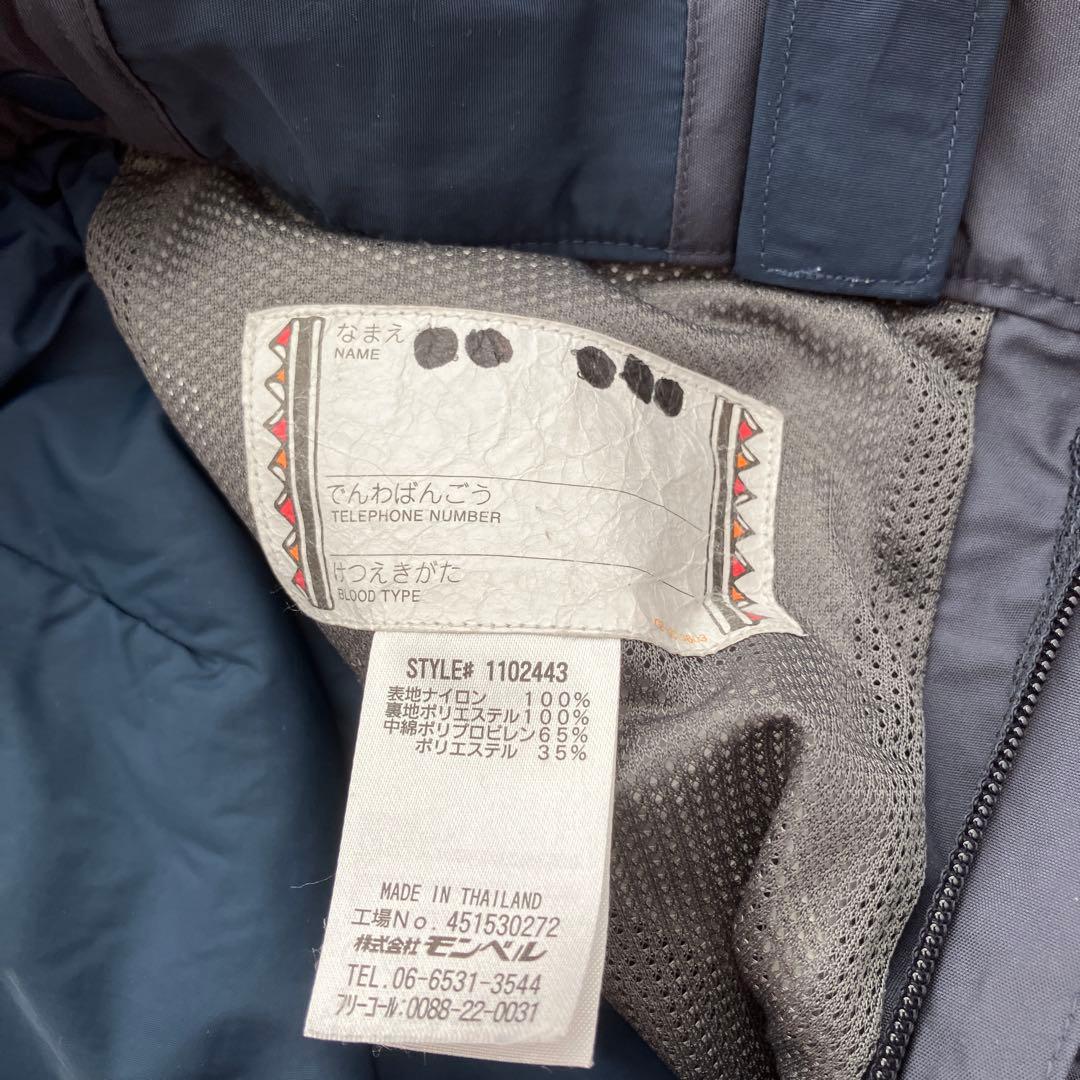 なまえ
NAME
でんわばんごう
TELEPHONE NUMBER
けつえきがた
BLOOD TYPE
STYLE# 1102443
表地ナイロン 100%
裏地ポリエステル100%
中綿ポリプロピレン65%
ポリエステル 35%
MADE IN THAILAND
工場No. 451530272
株式会社モンベル
TEL. 06-6531-3544
フリーコール:0088-22-0031